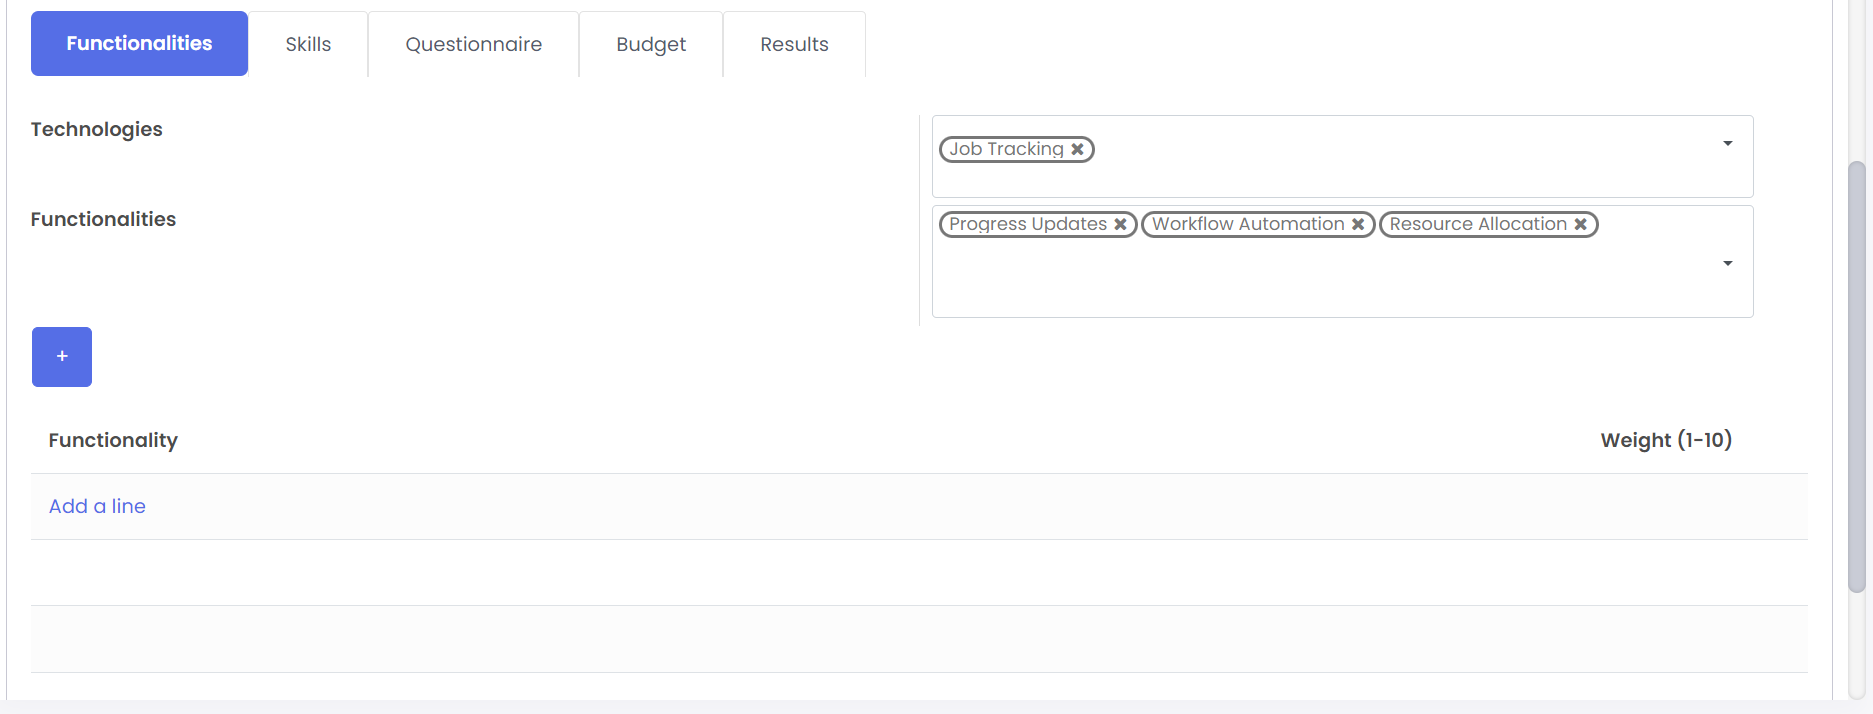 Functionalities Skills Questionnaire Budget Results
Technologies
Job Tracking ✖
Functionalities
Progress Updates ✖ Workflow Automation ✖ Resource Allocation ✖
+
Functionality Weight (1-10)
Add a line